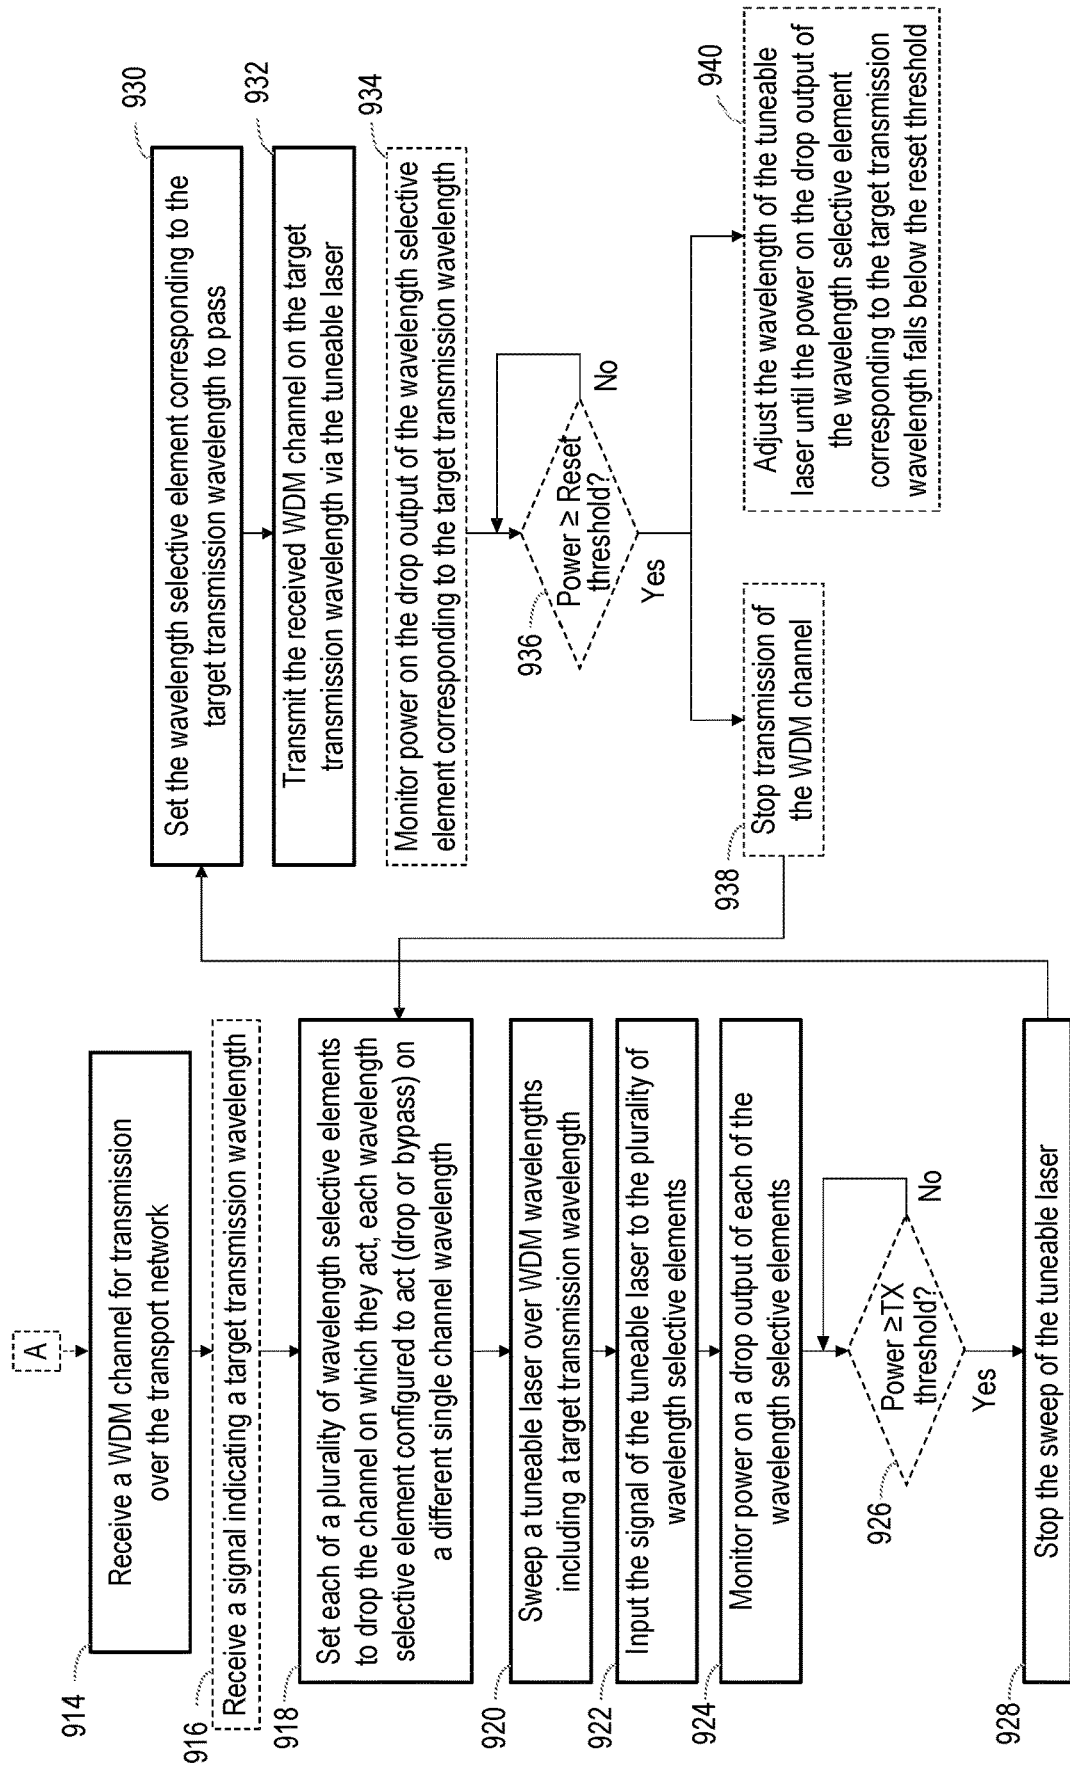 A
914
Receive a WDM channel for transmission
over the transport network
916
Receive a signal indicating a target transmission wavelength
918
Set each of a plurality of wavelength selective elements
to drop the channel on which they act, each wavelength
selective element configured to act (drop or bypass) on
a different single channel wavelength
920
Sweep a tuneable laser over WDM wavelengths
including a target transmission wavelength
922
Input the signal of the tuneable laser to the plurality of
wavelength selective elements
924
Monitor power on a drop output of each of the
wavelength selective elements
926
Power ≥TX
threshold?
No
Yes
928
Stop the sweep of the tuneable laser
930
Set the wavelength selective element corresponding to the
target transmission wavelength to pass
932
Transmit the received WDM channel on the target
transmission wavelength via the tuneable laser
934
Monitor power on the drop output of the wavelength selective
element corresponding to the target transmission wavelength
936
Power ≥ Reset
threshold?
No
Yes
938
Stop transmission of
the WDM channel
940
Adjust the wavelength of the tuneable
laser until the power on the drop output of
the wavelength selective element
corresponding to the target transmission
wavelength falls below the reset threshold